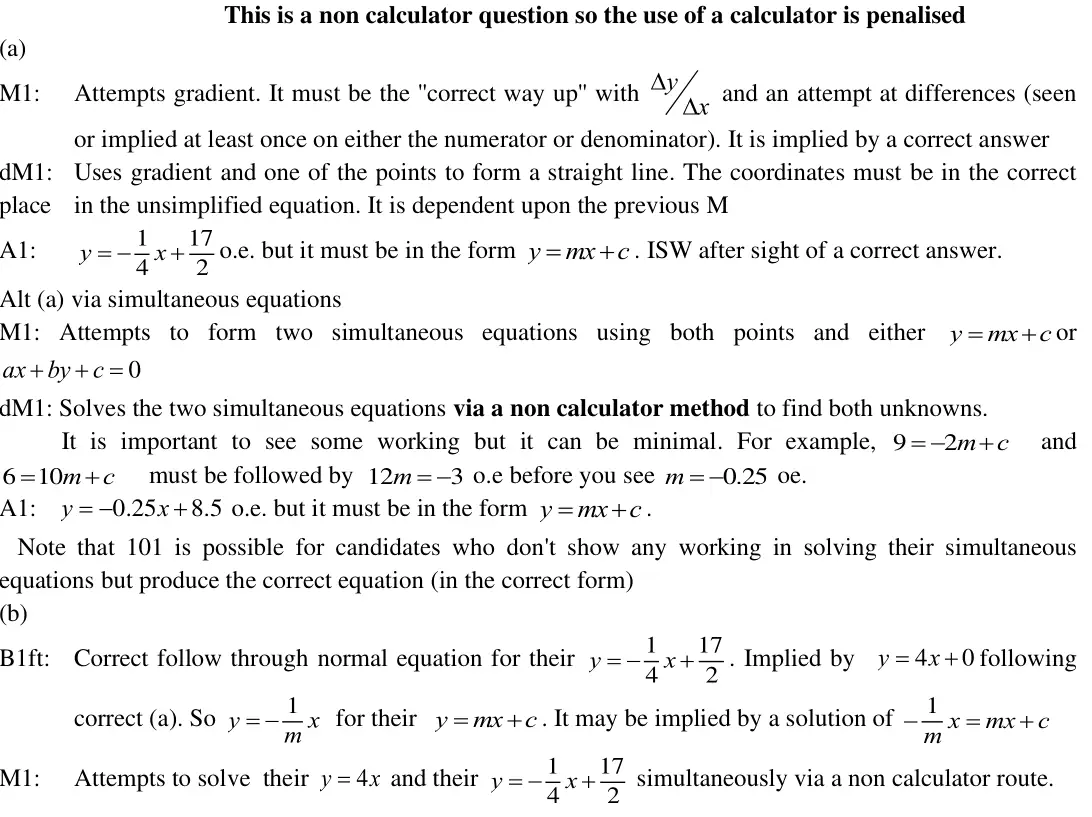 This is a non calculator question so the use of a calculator is penalised
(a)
M1: Attempts gradient. It must be the "correct way up" with Δy/Δx and an attempt at differences (seen
or implied at least once on either the numerator or denominator). It is implied by a correct answer
dM1: Uses gradient and one of the points to form a straight line. The coordinates must be in the correct
place in the unsimplified equation. It is dependent upon the previous M
A1: y = −1/4 x + 17/2 o.e. but it must be in the form y = mx + c. ISW after sight of a correct answer.
Alt (a) via simultaneous equations
M1: Attempts to form two simultaneous equations using both points and either y = mx + c or
ax + by + c = 0
dM1: Solves the two simultaneous equations via a non calculator method to find both unknowns.
It is important to see some working but it can be minimal. For example, 9 = −2m + c and
6 = 10m + c must be followed by 12m = −3 o.e before you see m = −0.25 oe.
A1: y = −0.25x + 8.5 o.e. but it must be in the form y = mx + c.
Note that 101 is possible for candidates who don't show any working in solving their simultaneous
equations but produce the correct equation (in the correct form)
(b)
B1ft: Correct follow through normal equation for their y = −1/4 x + 17/2. Implied by y = 4x + 0 following
correct (a). So y = −1/m x for their y = mx + c. It may be implied by a solution of −1/m x = mx + c
M1: Attempts to solve their y = 4x and their y = −1/4 x + 17/2 simultaneously via a non calculator route.